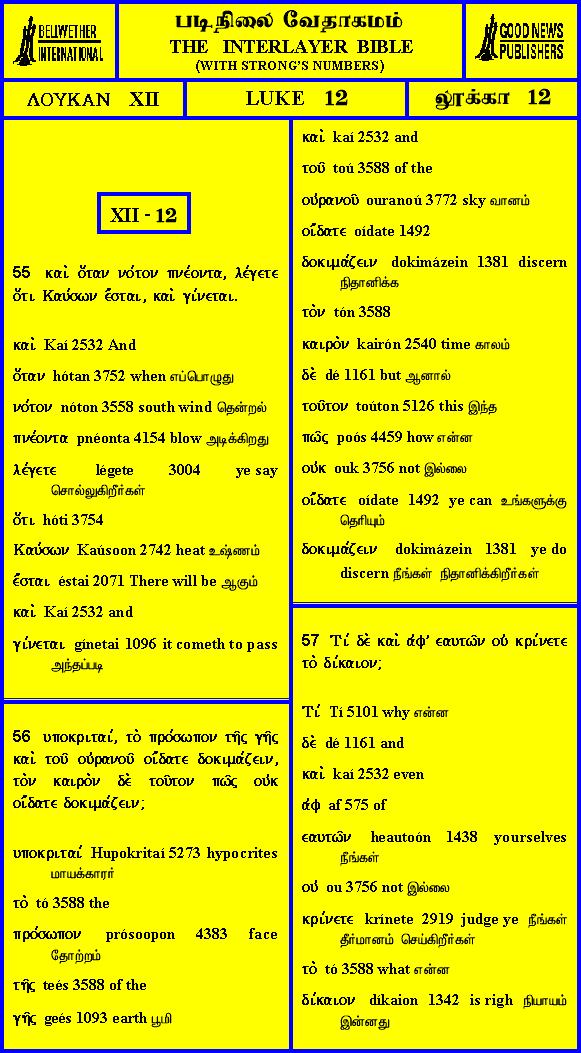 BELLWETHER
INTERNATIONAL
படிநிலை வேதாகமம்
THE INTERLAYER BIBLE
(WITH STRONG'S NUMBERS)
GOOD NEWS
PUBLISHERS
ΛΟΥΚΑΝ XII
LUKE 12
லூக்கா 12
XII - 12
55 καὶ ὅταν νότον πνέοντα, λέγετε
ὅτι Καύσων ἔσται, καὶ γίνεται.
καὶ Kaí 2532 And
ὅταν hótan 3752 when எப்பொழுது
νότον nóton 3558 south wind தென்றல்
πνέοντα pnéonta 4154 blow அடிக்கிறது
λέγετε légete 3004 ye say
சொல்லுகிறீர்கள்
ὅτι hóti 3754
Καύσων Kaúsoon 2742 heat உஷ்ணம்
ἔσται éstai 2071 There will be ஆகும்
καὶ Kaí 2532 and
γίνεται gínetai 1096 it cometh to pass
அந்தப்படி
56 υποκριταί, τὸ πρόσωπον τῆς γῆς
καὶ τοῦ οὐρανοῦ οἴδατε δοκιμάζειν,
τὸν καιρὸν δὲ τοῦτον πῶς οὐκ
οἴδατε δοκιμάζειν;
υποκριταί Hupokritaí 5273 hypocrites
மாயக்காரர்
τὸ tó 3588 the
πρόσωπον prósoopon 4383 face
தோற்றம்
τῆς teés 3588 of the
γῆς geés 1093 earth பூமி
καὶ kaí 2532 and
τοῦ toú 3588 of the
οὐρανοῦ ouranoú 3772 sky வானம்
οἴδατε oídate 1492
δοκιμάζειν dokimázein 1381 discern
நிதானிக்க
τὸν tón 3588
καιρὸν kairón 2540 time காலம்
δὲ dé 1161 but ஆனால்
τοῦτον toúton 5126 this இந்த
πῶς poós 4459 how என்ன
οὐκ ouk 3756 not இல்லை
οἴδατε oídate 1492 ye can உங்களுக்கு
தெரியும்
δοκιμάζειν dokimázein 1381 ye do
discern நீங்கள் நிதானிக்கிறீர்கள்
57 Τί δὲ καὶ ἀφ' εαυτῶν οὐ κρίνετε
τὸ δίκαιον;
Τί Tí 5101 why என்ன
δὲ dé 1161 and
καὶ kaí 2532 even
ἀφ af 575 of
εαυτῶν heautoón 1438 yourselves
நீங்கள்
οὐ ou 3756 not இல்லை
κρίνετε krínete 2919 judge ye நீங்கள்
தீர்மானம் செய்கிறீர்கள்
τὸ tó 3588 what என்ன
δίκαιον díkaion 1342 is righ நியாயம்
இன்னது